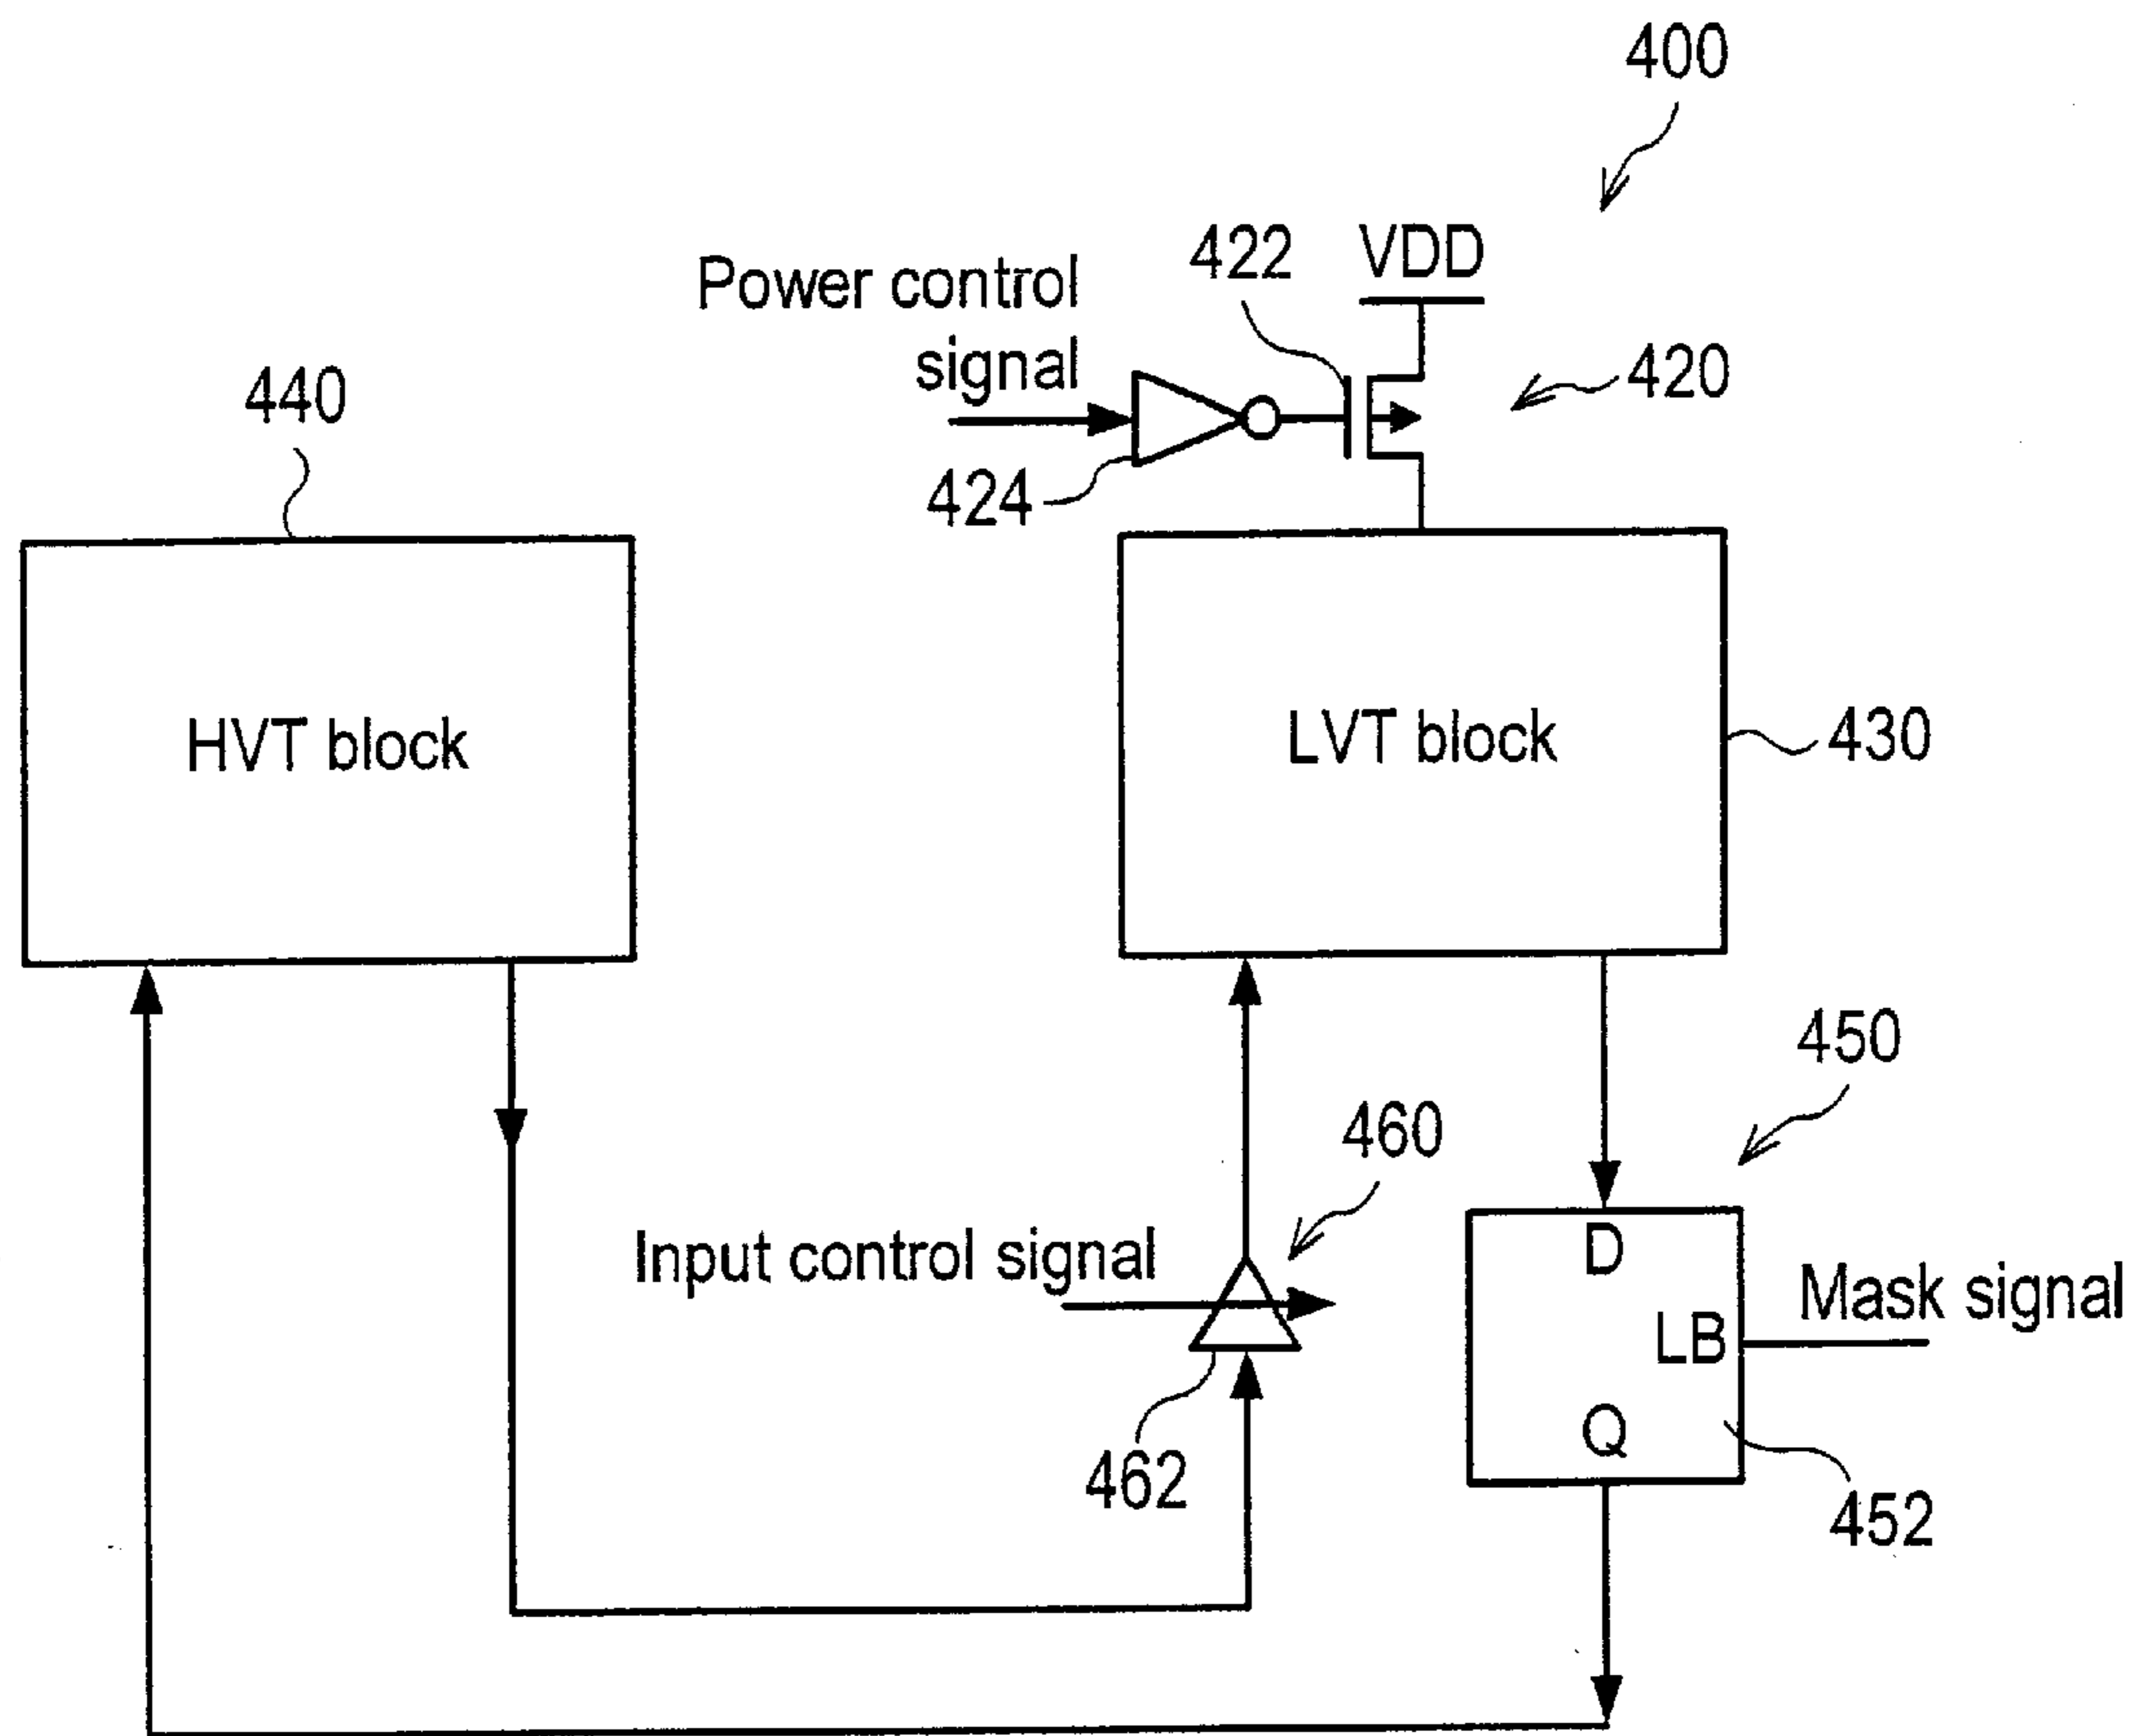 400
422 VDD
Power control
signal
420
440
424
HVT block
LVT block
430
450
460
Input control signal
D
LB
Mask signal
Q
462
452